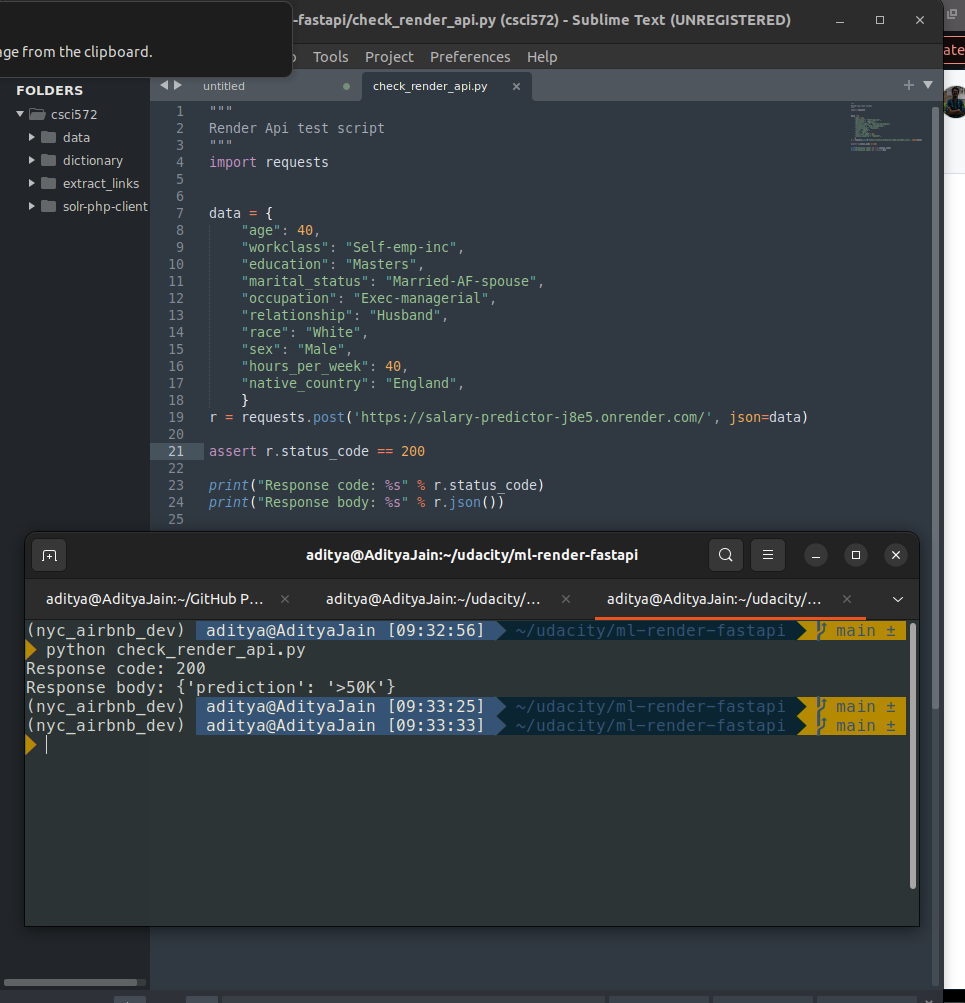 -fastapi/check_render_api.py (csci572) - Sublime Text (UNREGISTERED)
age from the clipboard.
Tools Project Preferences Help
FOLDERS
csci572
data
dictionary
extract_links
solr-php-client
untitled
check_render_api.py
1 """
2 Render Api test script
3 """
4 import requests
5
6
7 data = {
8 "age": 40,
9 "workclass": "Self-emp-inc",
10 "education": "Masters",
11 "marital_status": "Married-AF-spouse",
12 "occupation": "Exec-managerial",
13 "relationship": "Husband",
14 "race": "White",
15 "sex": "Male",
16 "hours_per_week": 40,
17 "native_country": "England",
18 }
19 r = requests.post('https://salary-predictor-j8e5.onrender.com/', json=data)
20
21 assert r.status_code == 200
22
23 print("Response code: %s" % r.status_code)
24 print("Response body: %s" % r.json())
25
aditya@AdityaJain:~/udacity/ml-render-fastapi
aditya@AdityaJain:~/GitHub P...
aditya@AdityaJain:~/udacity/...
aditya@AdityaJain:~/udacity/...
(nyc_airbnb_dev) aditya@AdityaJain [09:32:56] ~/udacity/ml-render-fastapi main ±
python check_render_api.py
Response code: 200
Response body: {'prediction': '>50K'}
(nyc_airbnb_dev) aditya@AdityaJain [09:33:25] ~/udacity/ml-render-fastapi main ±
(nyc_airbnb_dev) aditya@AdityaJain [09:33:33] ~/udacity/ml-render-fastapi main ±